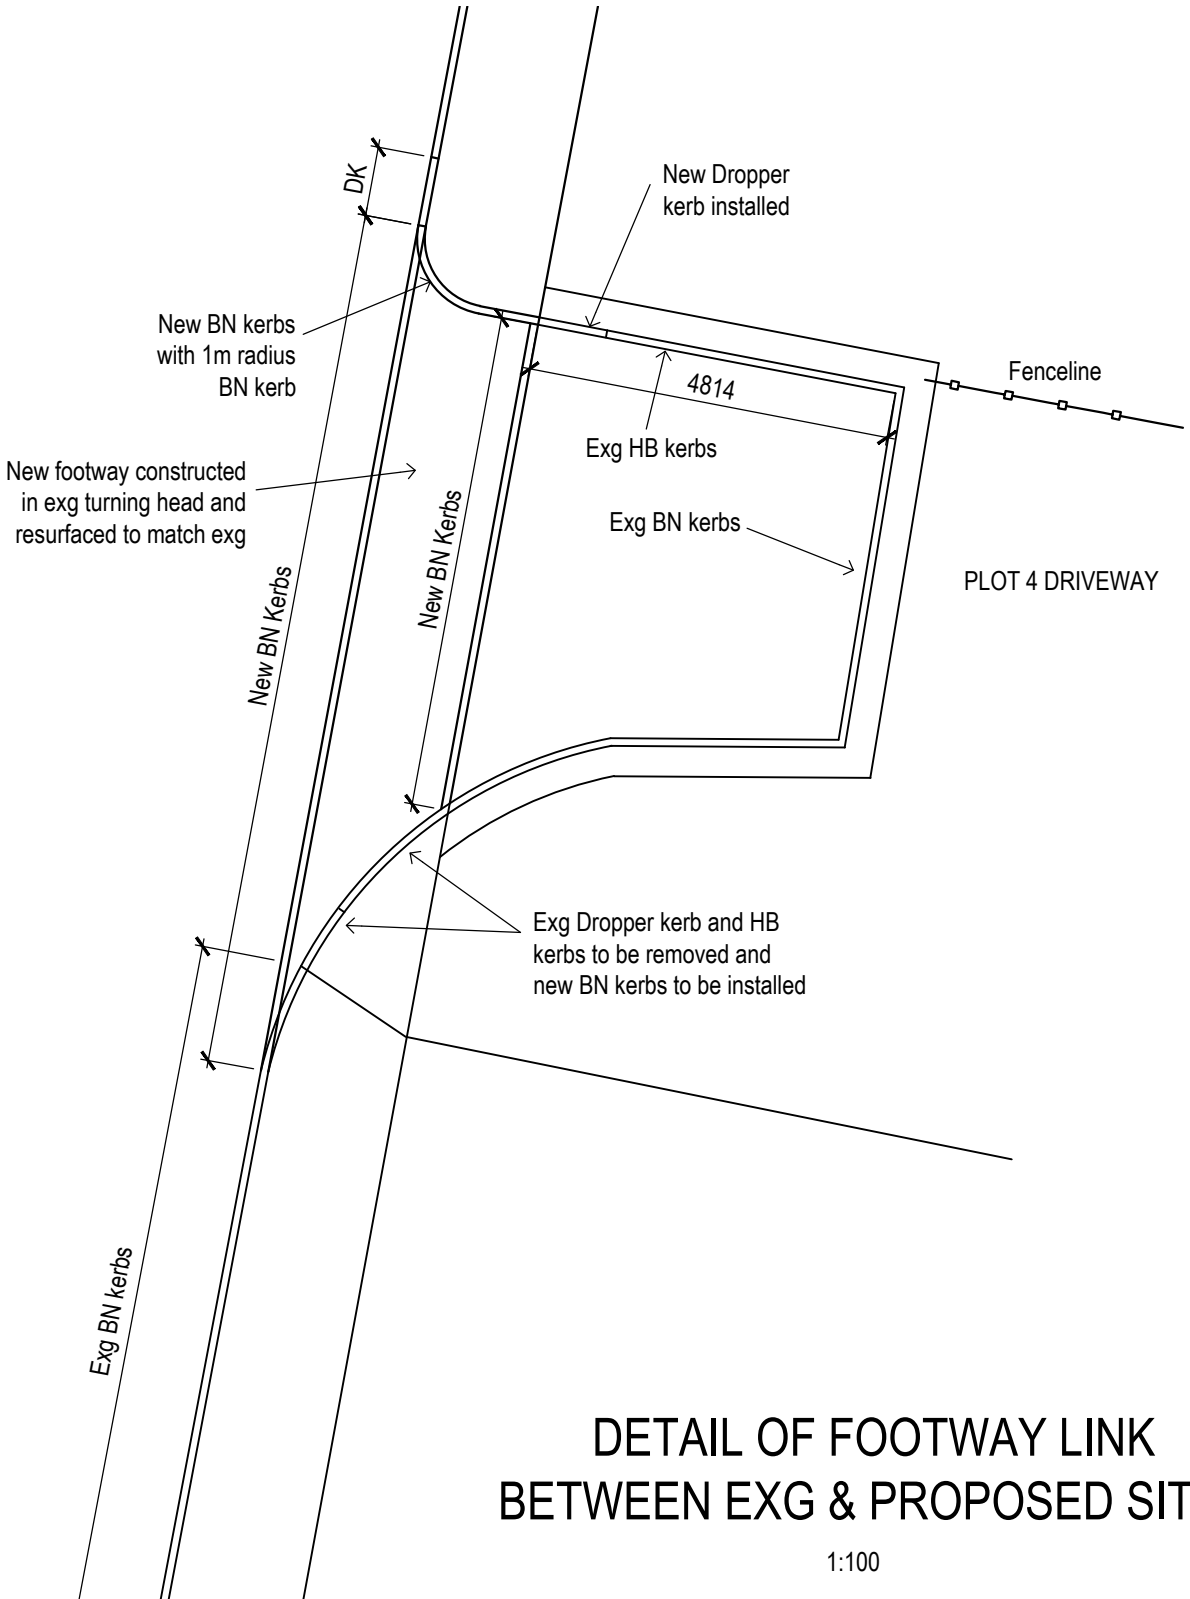 DK
New Dropper
kerb installed
New BN kerbs
with 1m radius
BN kerb
Fenceline
4814
Exg HB kerbs
New footway constructed
in exg turning head and
resurfaced to match exg
New BN Kerbs
Exg BN kerbs
PLOT 4 DRIVEWAY
New BN Kerbs
Exg Dropper kerb and HB
kerbs to be removed and
new BN kerbs to be installed
Exg BN kerbs
DETAIL OF FOOTWAY LINK
BETWEEN EXG & PROPOSED SIT
1:100